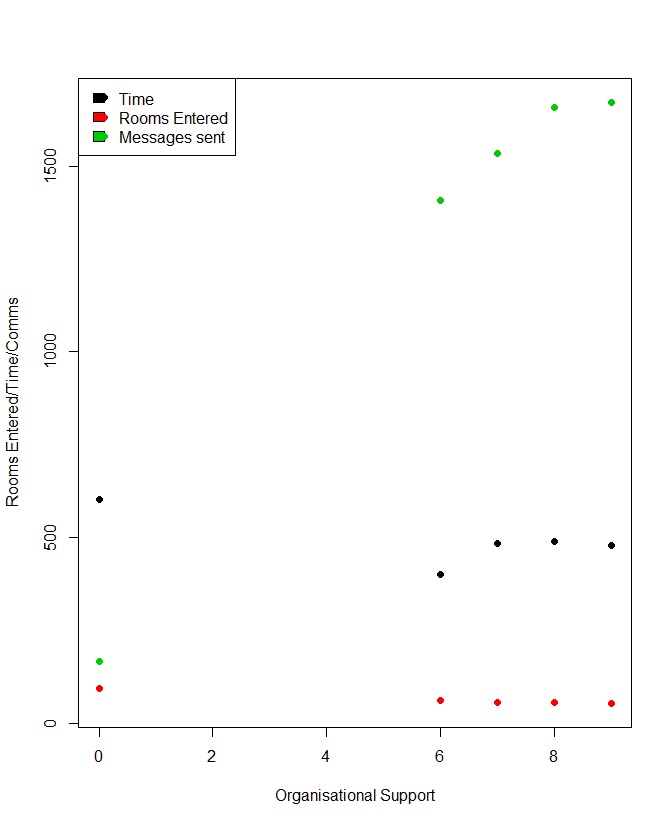 Time
Rooms Entered
Messages sent
Rooms Entered/Time/Comms
1500
1000
500
0
0 2 4 6 8
Organisational Support